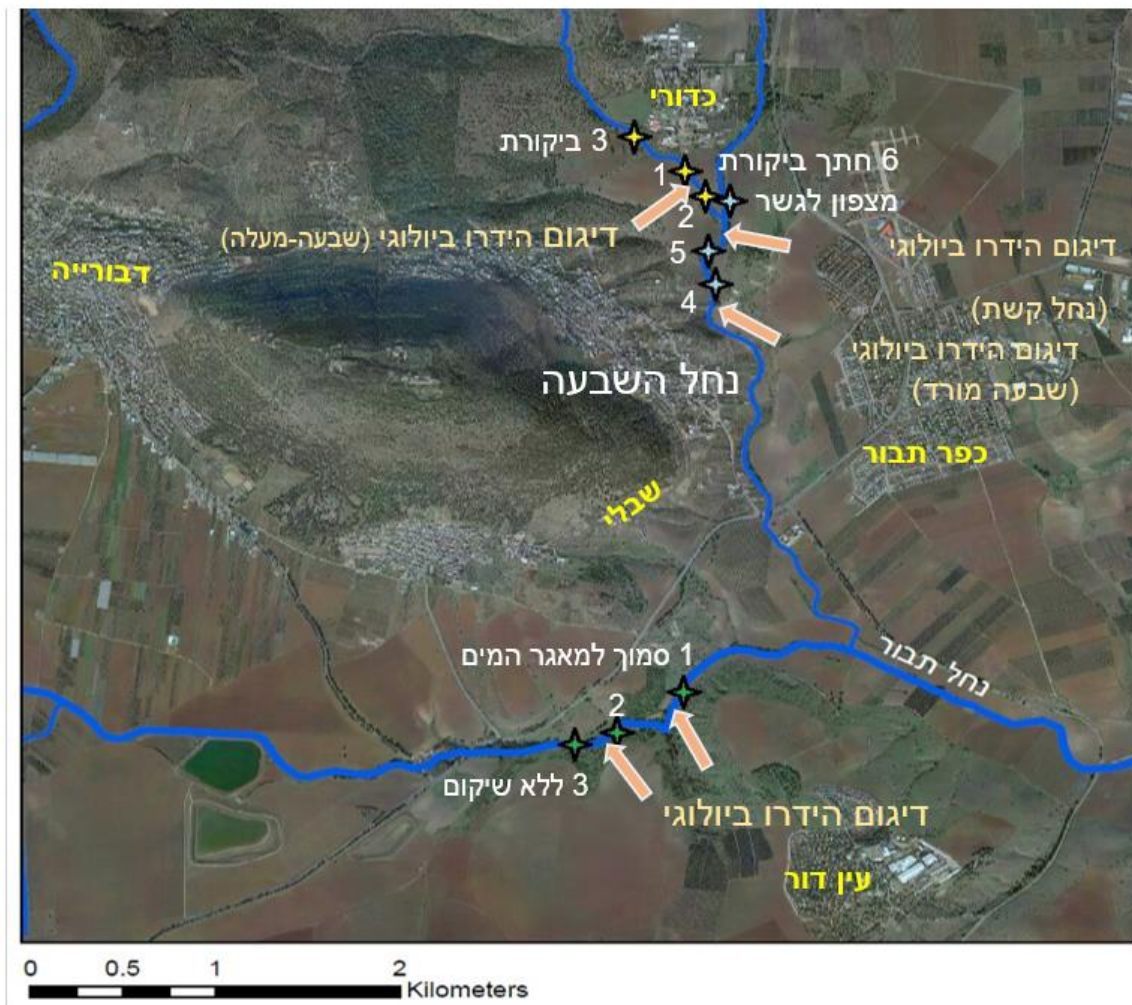 כדורי
3 ביקורת
1
6 חתך ביקורת
מצפון לגשר
2
דיגום הידרו ביולוגי (שבעה-מעלה)
דיגום הידרו ביולוגי
(נחל קשת)
5
דבורייה
4
דיגום הידרו ביולוגי
(שבעה מורד)
נחל השבעה
כפר תבור
שבלי
1 סמוך למאגר המים
נחל תבור
2
3 ללא שיקום
דיגום הידרו ביולוגי
עין דור
0 0.5 1 2
Kilometers